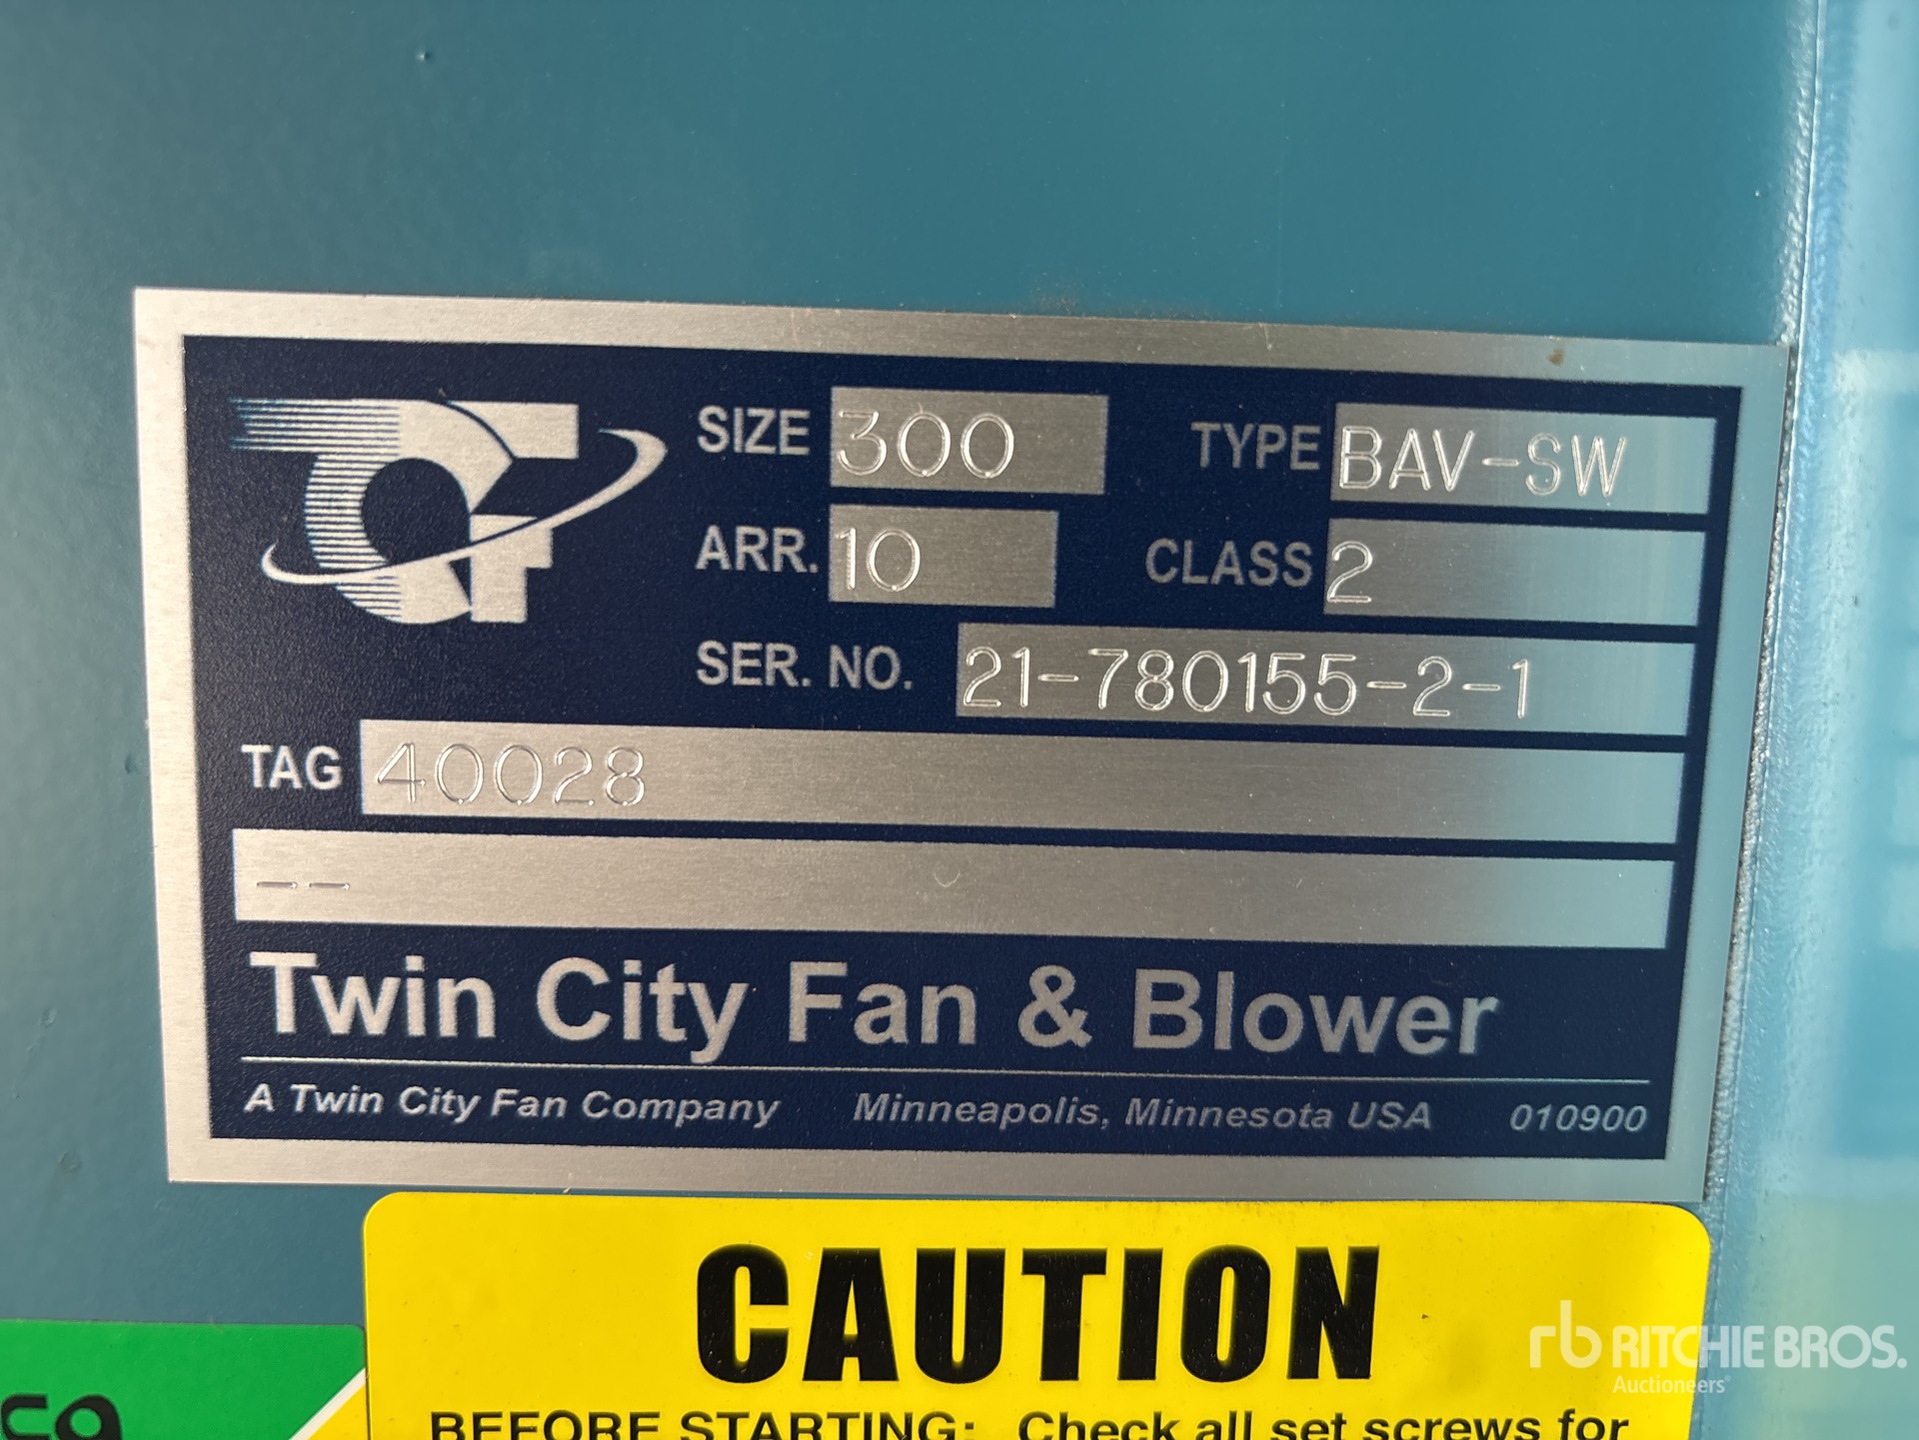 TCF
SIZE 300 TYPE BAV-SW
ARR. 10 CLASS 2
SER. NO. 21-780155-2-1
TAG 40028
--
Twin City Fan & Blower
A Twin City Fan Company Minneapolis, Minnesota USA 010900
CAUTION
BEFORE STARTING: Check all set screws for
rb RITCHIE BROS.
Auctioneers